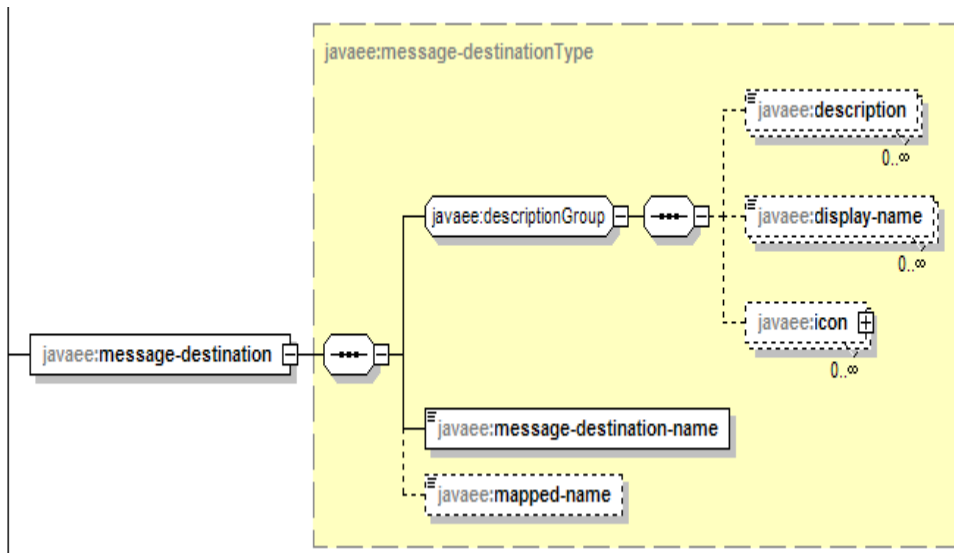 javaee:message-destinationType
javaee:description
0..∞
javaee:descriptionGroup
javaee:display-name
0..∞
javaee:icon
0..∞
javaee:message-destination
javaee:message-destination-name
javaee:mapped-name